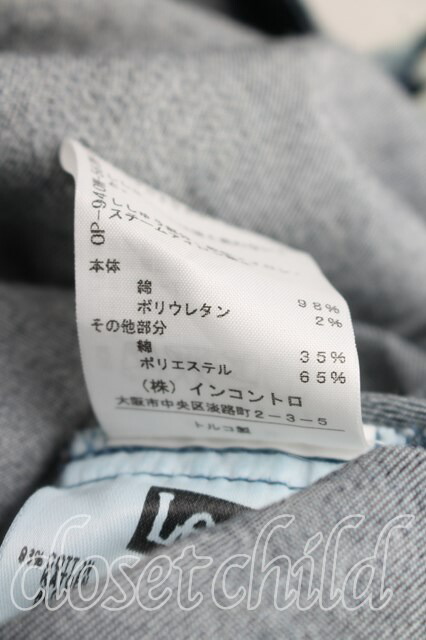 OP-940W-
本体
綿 98%
ポリウレタン 2%
その他部分
綿 35%
ポリエステル 65%
(株) インコントロ
大阪市中央区淡路町2-3-5
トルコ製
closetchild